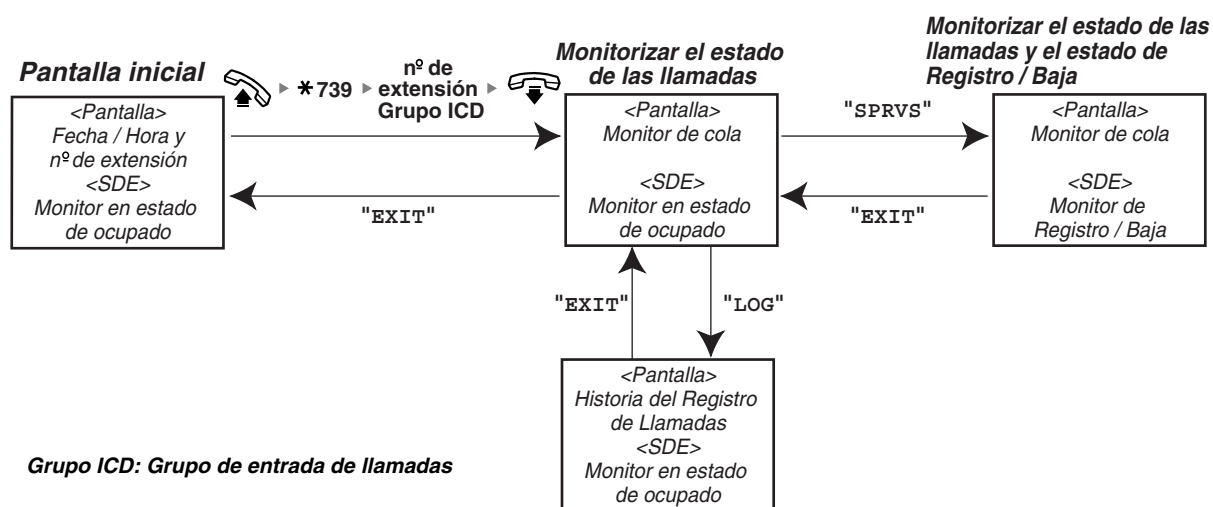 Pantalla inicial
*739
nº de
extensión
Grupo ICD
Monitorizar el estado
de las llamadas
Monitorizar el estado de las
llamadas y el estado de
Registro / Baja
<Pantalla>
Fecha / Hora y
nº de extensión
<SDE>
Monitor en estado
de ocupado
"EXIT"
<Pantalla>
Monitor de cola
<SDE>
Monitor en estado
de ocupado
"SPRVS"
"EXIT"
<Pantalla>
Monitor de cola
<SDE>
Monitor de
Registro / Baja
"EXIT"
"LOG"
<Pantalla>
Historia del Registro
de Llamadas
<SDE>
Monitor en estado
de ocupado
Grupo ICD: Grupo de entrada de llamadas